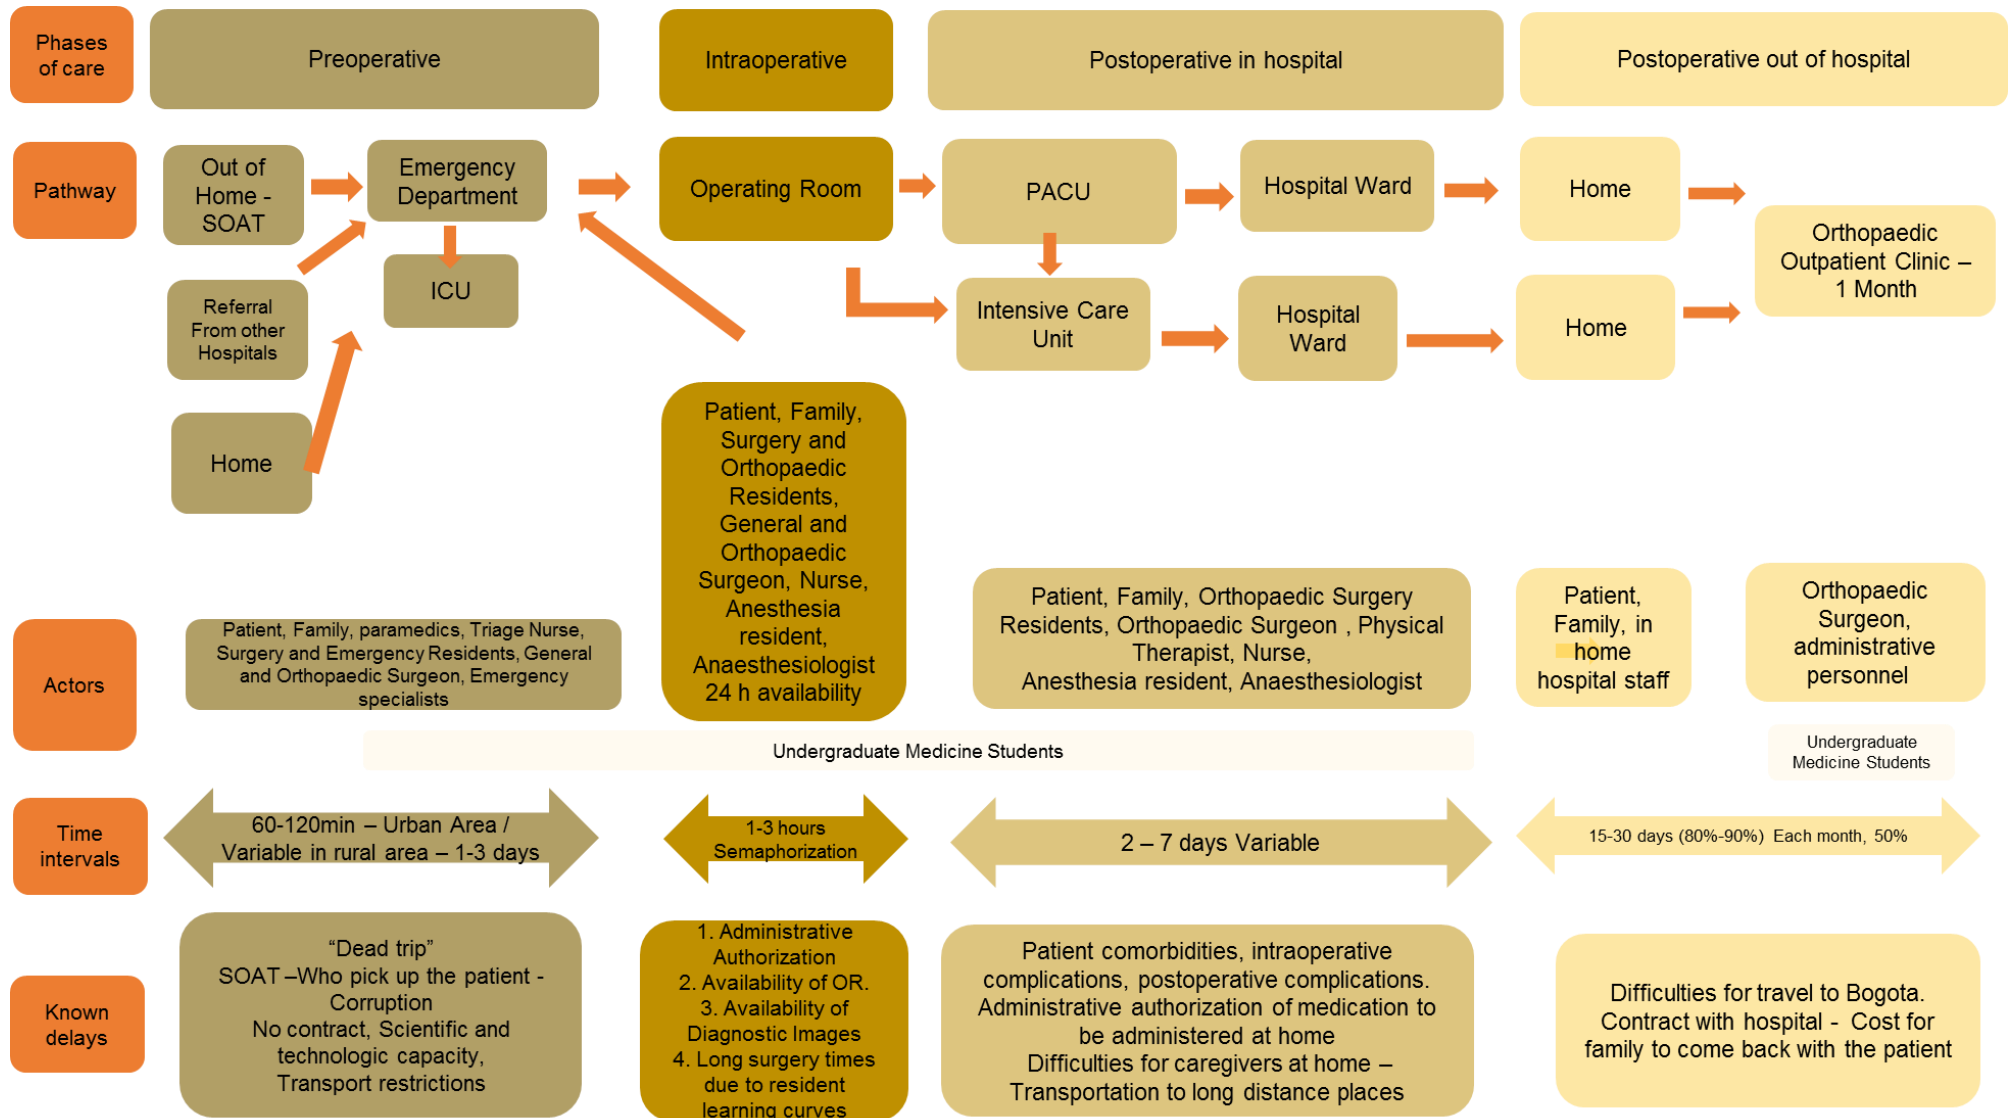 Phases
of care
Preoperative
Intraoperative
Postoperative in hospital
Postoperative out of hospital
Pathway
Out of
Home -
SOAT
Emergency
Department
Operating Room
PACU
Hospital Ward
Home
Orthopaedic
Outpatient Clinic –
1 Month
Referral
From other
Hospitals
ICU
Intensive Care
Unit
Hospital
Ward
Home
Home
Actors
Patient, Family, paramedics, Triage Nurse,
Surgery and Emergency Residents, General
and Orthopaedic Surgeon, Emergency
specialists
Patient, Family,
Surgery and
Orthopaedic
Residents,
General and
Orthopaedic
Surgeon, Nurse,
Anesthesia
resident,
Anaesthesiologist
24 h availability
Patient, Family, Orthopaedic Surgery
Residents, Orthopaedic Surgeon , Physical
Therapist, Nurse,
Anesthesia resident, Anaesthesiologist
Patient,
Family, in
home
hospital staff
Orthopaedic
Surgeon,
administrative
personnel
Undergraduate Medicine Students
Undergraduate
Medicine Students
Time
intervals
60-120min – Urban Area /
Variable in rural area – 1-3 days
1-3 hours
Semaphorization
2 – 7 days Variable
15-30 days (80%-90%) Each month, 50%
Known
delays
“Dead trip”
SOAT –Who pick up the patient -
Corruption
No contract, Scientific and
technologic capacity,
Transport restrictions
1. Administrative
Authorization
2. Availability of OR.
3. Availability of
Diagnostic Images
4. Long surgery times
due to resident
learning curves
Patient comorbidities, intraoperative
complications, postoperative complications.
Administrative authorization of medication to
be administered at home
Difficulties for caregivers at home –
Transportation to long distance places
Difficulties for travel to Bogota.
Contract with hospital - Cost for
family to come back with the patient